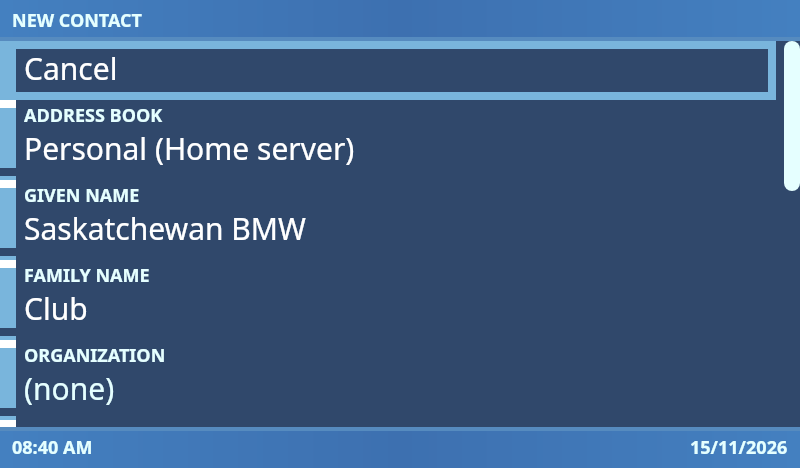 NEW CONTACT
Cancel
ADDRESS BOOK
Personal (Home server)
GIVEN NAME
Saskatchewan BMW
FAMILY NAME
Club
ORGANIZATION
(none)
08:40 AM
15/11/2026